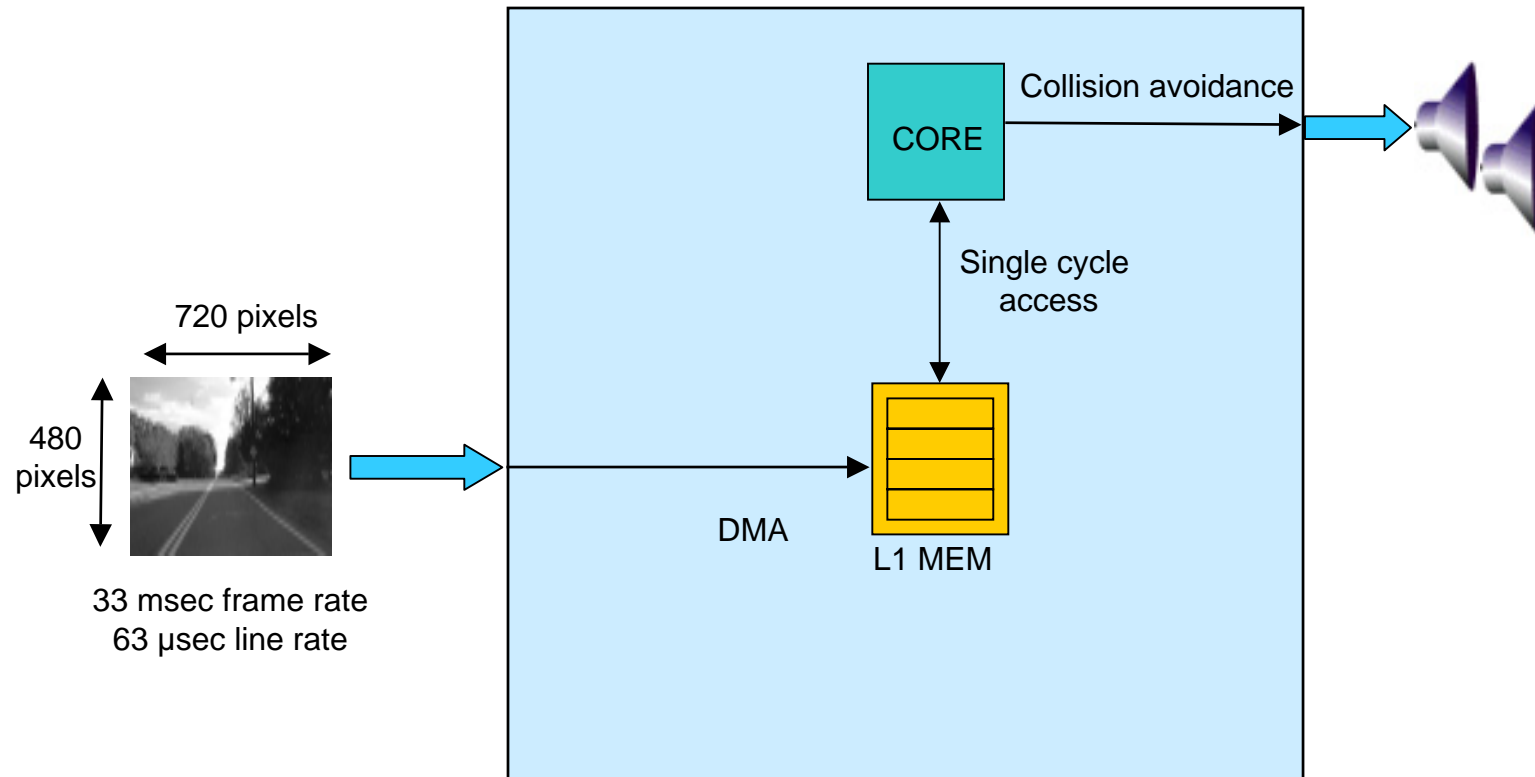 720 pixels
480
pixels
33 msec frame rate
63 µsec line rate
DMA
CORE
Collision avoidance
Single cycle
access
L1 MEM